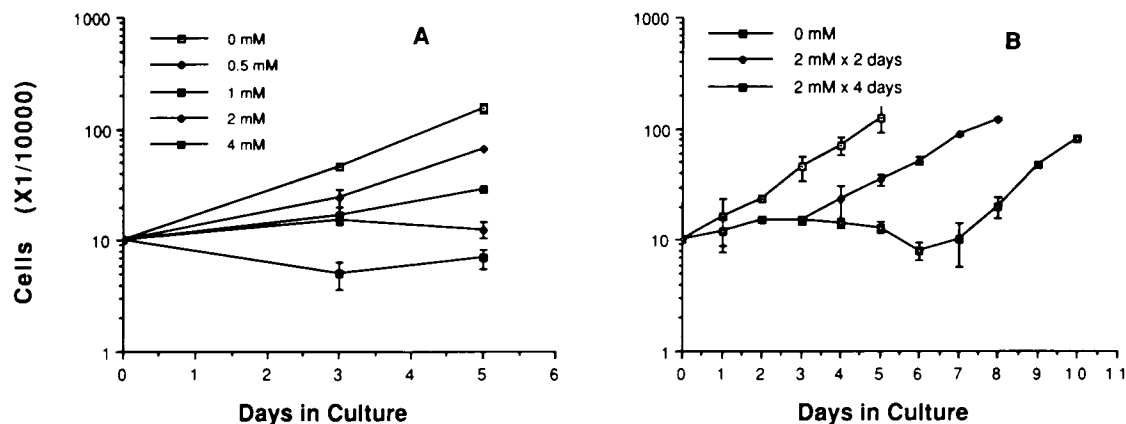 A
1000
100
10
1
Cells (X1/10000)
0 mM
0.5 mM
1 mM
2 mM
4 mM
0 1 2 3 4 5 6
Days in Culture
B
1000
100
10
1
0 mM
2 mM x 2 days
2 mM x 4 days
0 1 2 3 4 5 6 7 8 9 10 11
Days in Culture